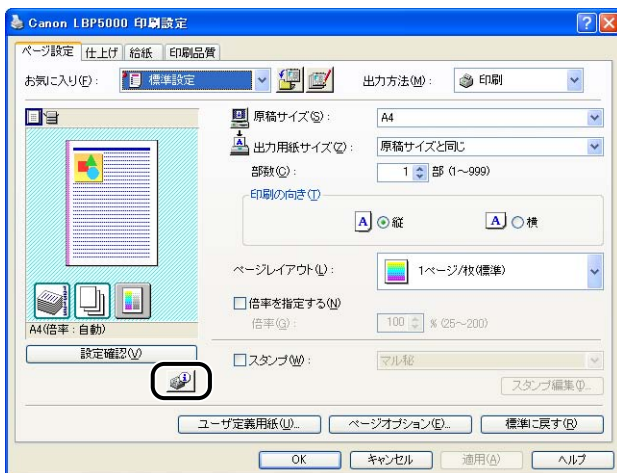 Canon LBP5000 印刷設定
ページ設定 仕上げ 給紙 印刷品質
お気に入り(F): 標準設定 出力方法(M): 印刷
原稿サイズ(S): A4
出力用紙サイズ(Z): 原稿サイズと同じ
部数(C): 1 部 (1～999)
印刷の向き(T)
A 縦 A 横
ページレイアウト(L): 1ページ/枚(標準)
倍率を指定する(N)
倍率(G): 100 % (25～200)
A4(倍率:自動)
設定確認(V)
スタンプ(W): マル秘
スタンプ編集(I)...
ユーザ定義用紙(U)... ページオプション(E)... 標準に戻す(R)
OK キャンセル 適用(A) ヘルプ